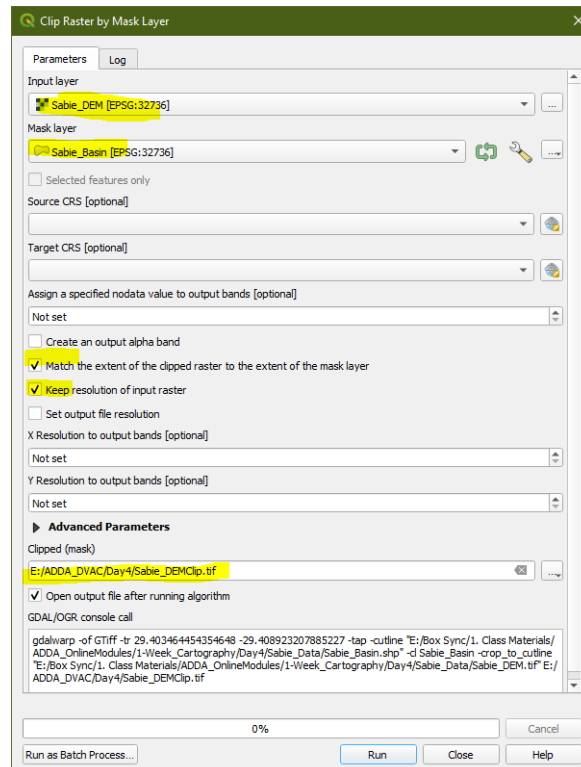 Clip Raster by Mask Layer
Parameters
Log
Input layer
Sabie_DEM [EPSG:32736]
...
Mask layer
Sabie_Basin [EPSG:32736]
...
Selected features only
Source CRS [optional]
Target CRS [optional]
Assign a specified nodata value to output bands [optional]
Not set
Create an output alpha band
Match the extent of the clipped raster to the extent of the mask layer
Keep resolution of input raster
Set output file resolution
X Resolution to output bands [optional]
Not set
Y Resolution to output bands [optional]
Not set
Advanced Parameters
Clipped (mask)
E:/ADDA_DVAC/Day4/Sabie_DEMClip.tif
...
Open output file after running algorithm
GDAL/OGR console call
gdalwarp -of GTiff -tr 29.403464454354648 -29.408923207885227 -tap -cutline "E:/Box Sync/1. Class Materials/
ADDA_OnlineModules/1-Week_Cartography/Day4/Sabie_Data/Sabie_Basin.shp" -cl Sabie_Basin -crop_to_cutline
"E:/Box Sync/1. Class Materials/ADDA_OnlineModules/1-Week_Cartography/Day4/Sabie_Data/Sabie_DEM.tif" E:/
ADDA_DVAC/Day4/Sabie_DEMClip.tif
0%
Cancel
Run as Batch Process...
Run
Close
Help